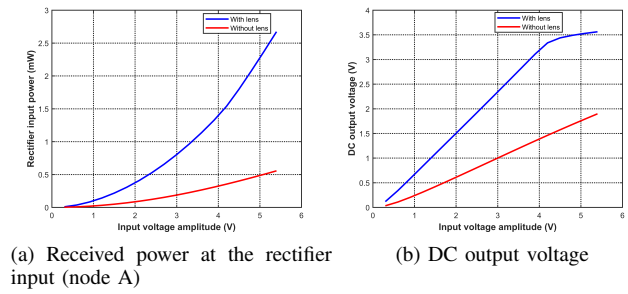 3
2.5
2
1.5
1
0.5
0
0
1
2
3
4
5
6
Rectifier input power (mW)
Input voltage amplitude (V)
With lens
Without lens
(a) Received power at the rectifier
input (node A)
4
3.5
3
2.5
2
1.5
1
0.5
0
0
1
2
3
4
5
6
DC output voltage (V)
Input voltage amplitude (V)
With lens
Without lens
(b) DC output voltage